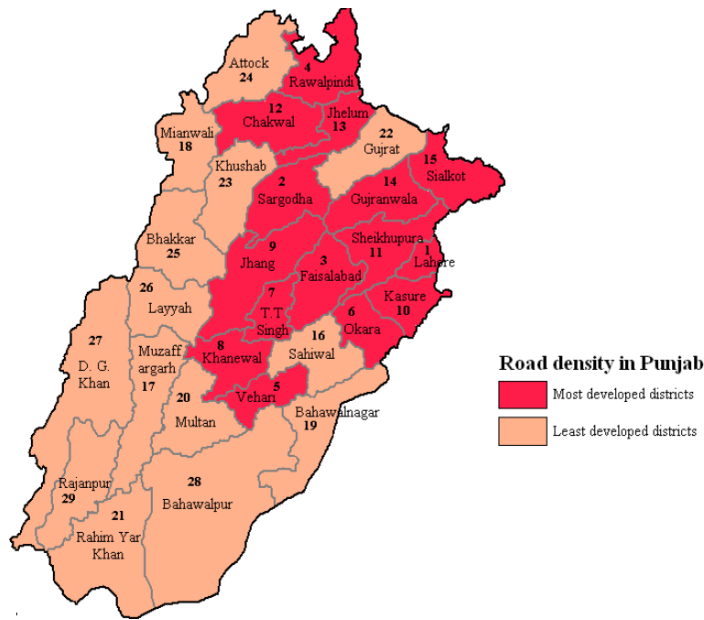 Attock
24
4
Rawalpindi
12
Chakwal
Jhelum
13
Mianwali
18
22
Gujrat
Khushab
23
15
Sialkot
2
Sargodha
14
Gujranwala
Bhakkar
25
9
Jhang
3
Faisalabad
Sheikhupura
11
1
Lahore
26
Layyah
7
T.T
Singh
6
Okara
Kasure
10
27
D. G.
Khan
Muzaff
argarh
17
8
Khanewal
16
Sahiwal
5
Vehari
20
Multan
Bahawalnagar
19
Rajanpur
29
28
Bahawalpur
21
Rahim Yar
Khan
Road density in Punjab
Most developed districts
Least developed districts